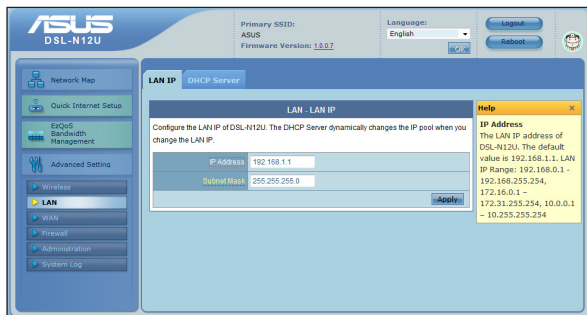 ASUS
DSL-N12U
Primary SSID:
ASUS
Firmware Version: 1.0.0.7
Language:
English
Logout
Reboot
Network Map
Quick Internet Setup
EzQoS
Bandwidth
Management
Advanced Setting
Wireless
LAN
WAN
Firewall
Administration
System Log
LAN IP
DHCP Server
LAN - LAN IP
Configure the LAN IP of DSL-N12U. The DHCP Server dynamically changes the IP pool when you
change the LAN IP.
IP Address 192.168.1.1
Subnet Mask 255.255.255.0
Apply
Help ×
IP Address
The LAN IP address of
DSL-N12U. The default
value is 192.168.1.1. LAN
IP Range: 192.168.0.1 -
192.168.255.254,
172.16.0.1 –
172.31.255.254, 10.0.0.1
– 10.255.255.254